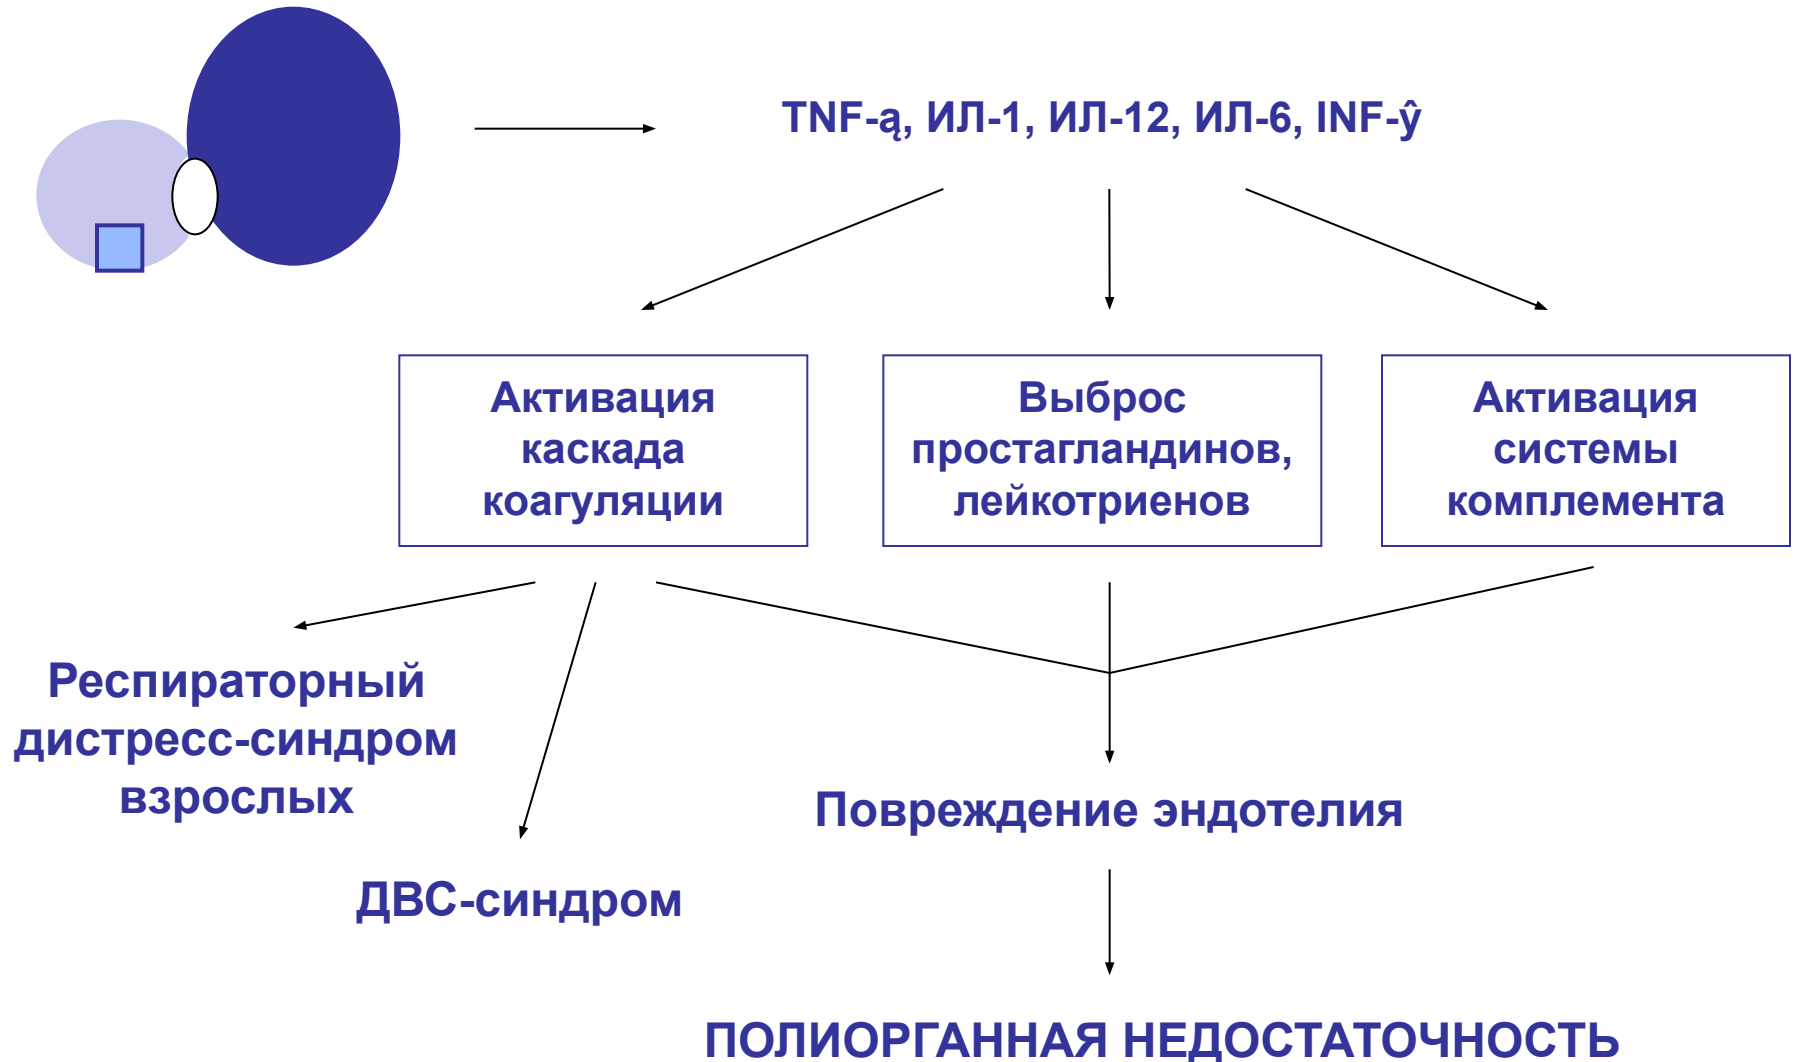 TNF-ą, ИЛ-1, ИЛ-12, ИЛ-6, INF-ŷ
Активация
каскада
коагуляции
Выброс
простагландинов,
лейкотриенов
Активация
системы
комплемента
Респираторный
дистресс-синдром
взрослых
Повреждение эндотелия
ДВС-синдром
ПОЛИОРГАННАЯ НЕДОСТАТОЧНОСТЬ